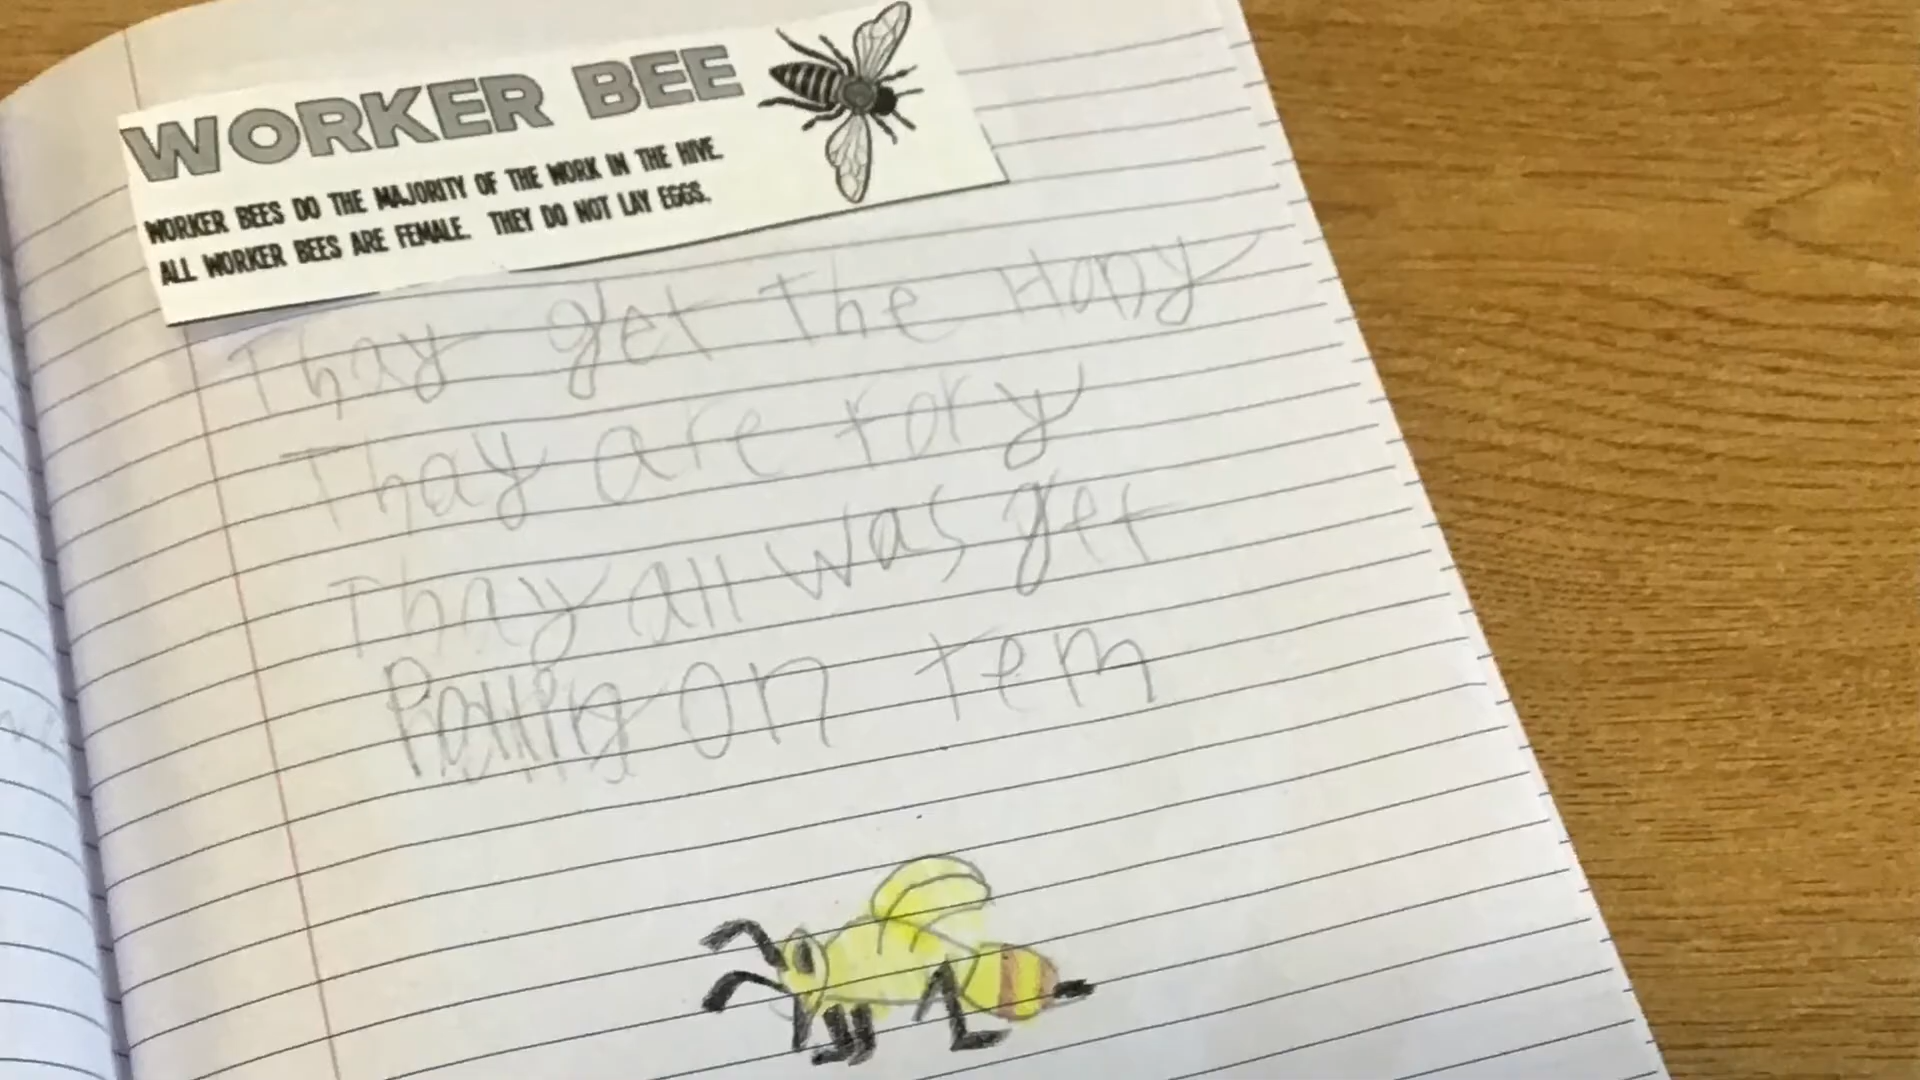 WORKER BEE
WORKER BEES DO THE MAJORITY OF THE WORK IN THE HIVE.
ALL WORKER BEES ARE FEMALE. THEY DO NOT LAY EGGS.
Thay get the Hony
Thay are fory
Thay all was get
on tem